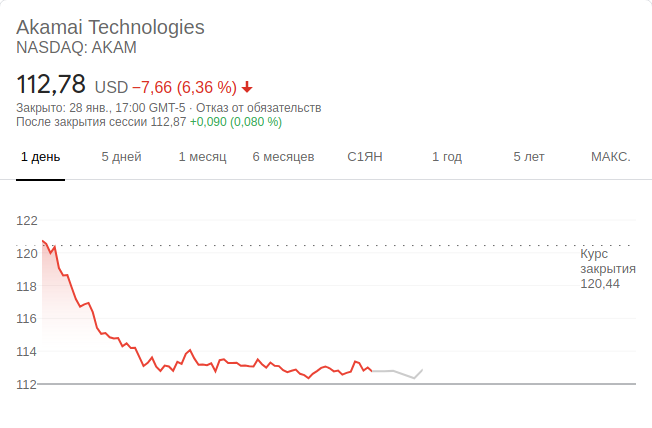 Akamai Technologies
NASDAQ: AKAM
112,78 USD −7,66 (6,36 %)
Закрыто: 28 янв., 17:00 GMT-5 · Отказ от обязательств
После закрытия сессии 112,87 +0,090 (0,080 %)
1 день 5 дней 1 месяц 6 месяцев С1ЯН 1 год 5 лет МАКС.
122
120
118
116
114
112
Курс
закрытия
120,44